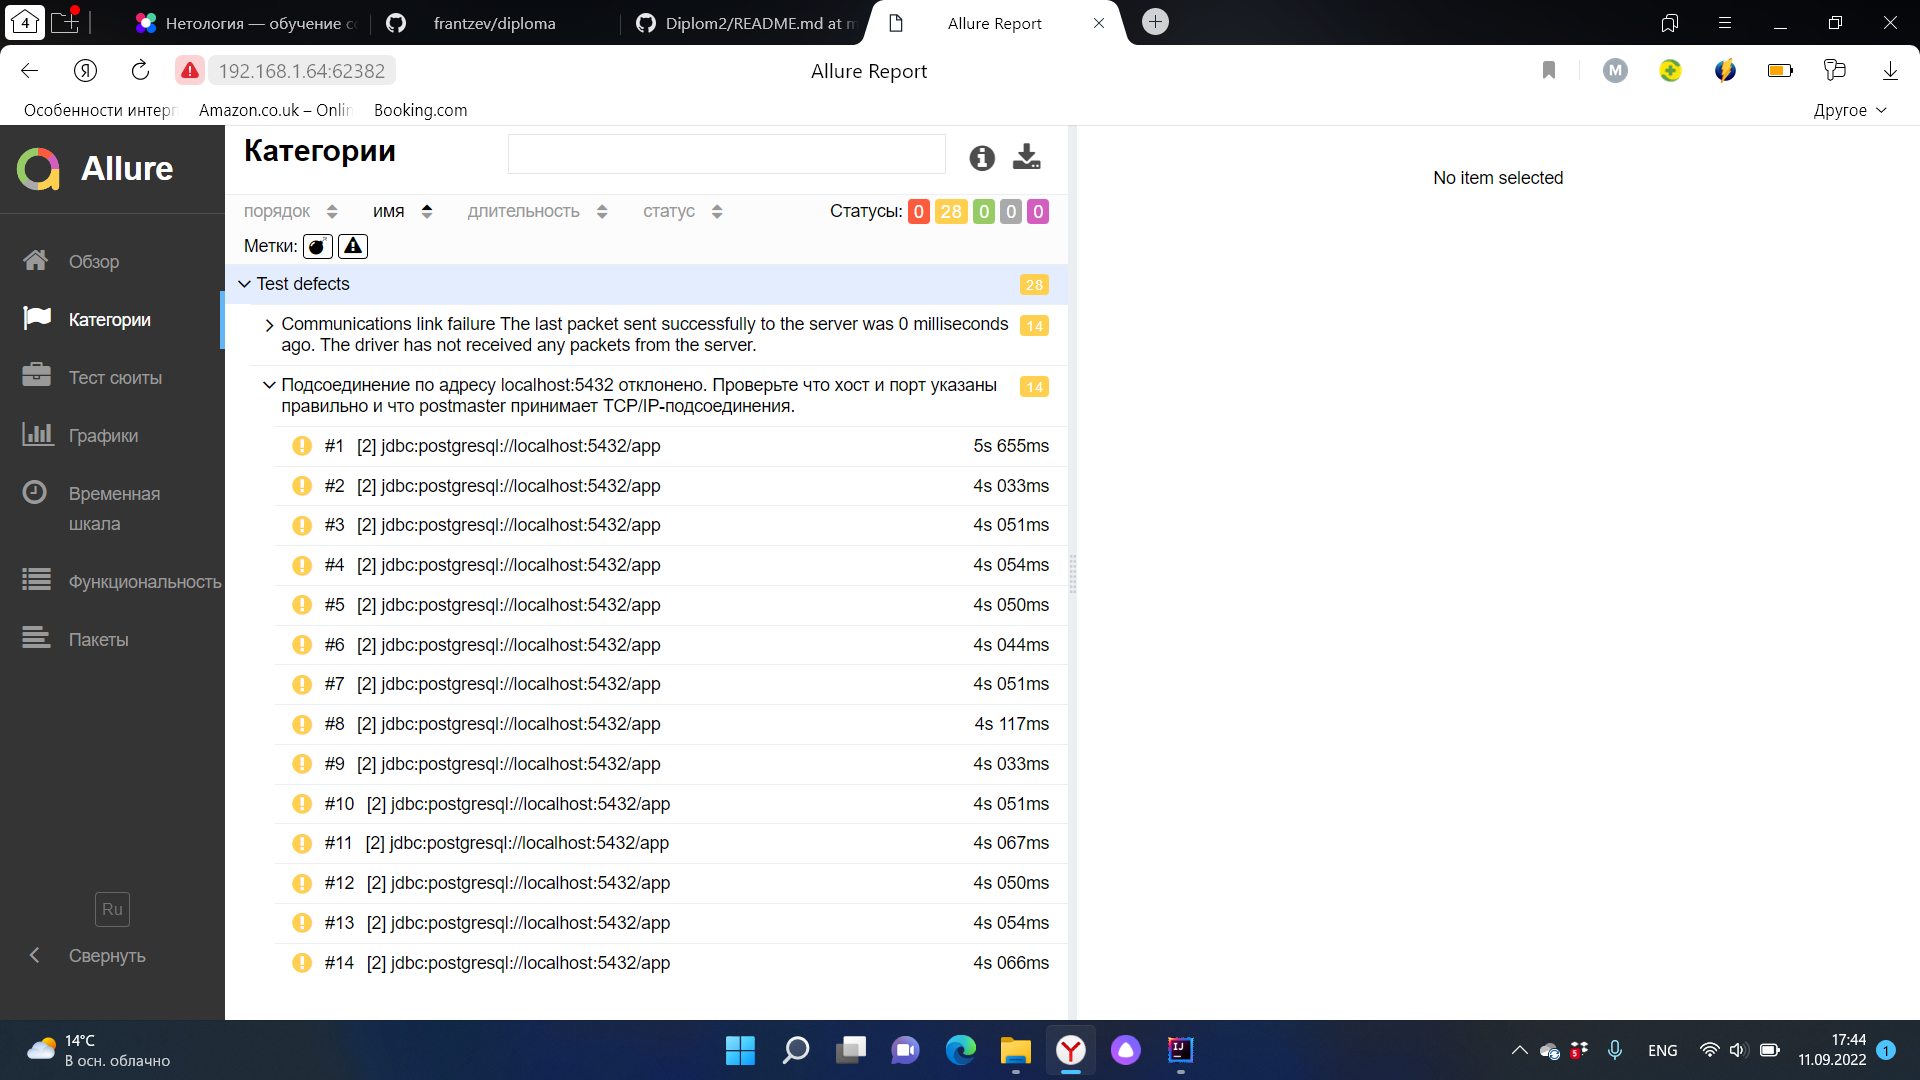 4
Нетология — обучение со
frantzev/diploma
Diplom2/README.md at m
Allure Report
192.168.1.64:62382
Allure Report
M
Особенности интерп
Amazon.co.uk – Onlin
Booking.com
Другое
Allure
Обзор
Категории
Тест сюиты
Графики
Временная
шкала
Функциональность
Пакеты
Ru
Свернуть
Категории
порядок имя длительность статус
Статусы: 0 28 0 0 0
Метки:
Test defects 28
Communications link failure The last packet sent successfully to the server was 0 milliseconds 14
ago. The driver has not received any packets from the server.
Подсоединение по адресу localhost:5432 отклонено. Проверьте что хост и порт указаны 14
правильно и что postmaster принимает TCP/IP-подсоединения.
#1 [2] jdbc:postgresql://localhost:5432/app 5s 655ms
#2 [2] jdbc:postgresql://localhost:5432/app 4s 033ms
#3 [2] jdbc:postgresql://localhost:5432/app 4s 051ms
#4 [2] jdbc:postgresql://localhost:5432/app 4s 054ms
#5 [2] jdbc:postgresql://localhost:5432/app 4s 050ms
#6 [2] jdbc:postgresql://localhost:5432/app 4s 044ms
#7 [2] jdbc:postgresql://localhost:5432/app 4s 051ms
#8 [2] jdbc:postgresql://localhost:5432/app 4s 117ms
#9 [2] jdbc:postgresql://localhost:5432/app 4s 033ms
#10 [2] jdbc:postgresql://localhost:5432/app 4s 051ms
#11 [2] jdbc:postgresql://localhost:5432/app 4s 067ms
#12 [2] jdbc:postgresql://localhost:5432/app 4s 050ms
#13 [2] jdbc:postgresql://localhost:5432/app 4s 054ms
#14 [2] jdbc:postgresql://localhost:5432/app 4s 066ms
No item selected
14°C
В осн. облачно
ENG
17:44
11.09.2022
1